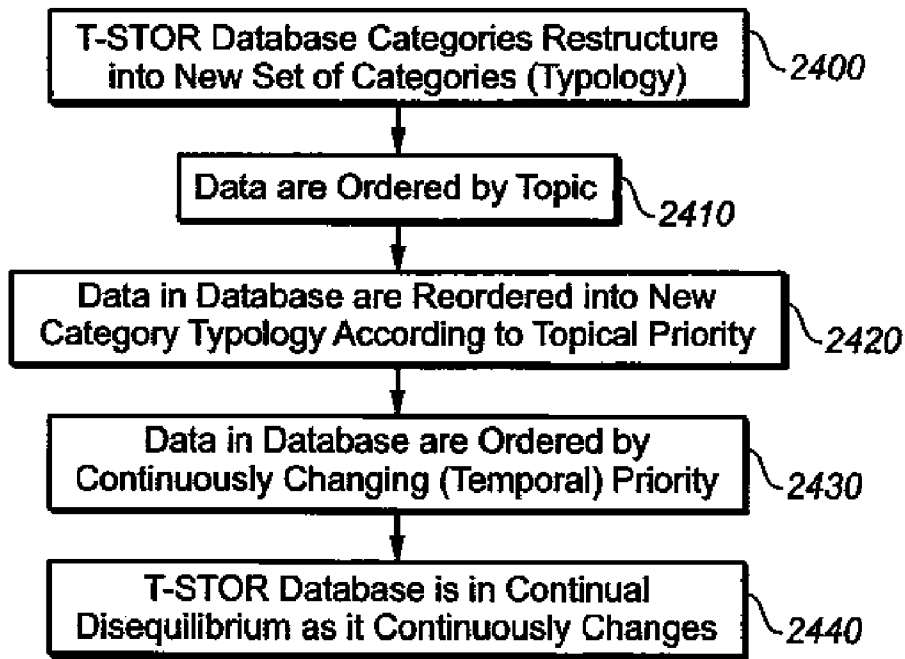 T-STOR Database Categories Restructure
into New Set of Categories (Typology)
2400
Data are Ordered by Topic
2410
Data in Database are Reordered into New
Category Typology According to Topical Priority
2420
Data in Database are Ordered by
Continuously Changing (Temporal) Priority
2430
T-STOR Database is in Continual
Disequilibrium as it Continuously Changes
2440